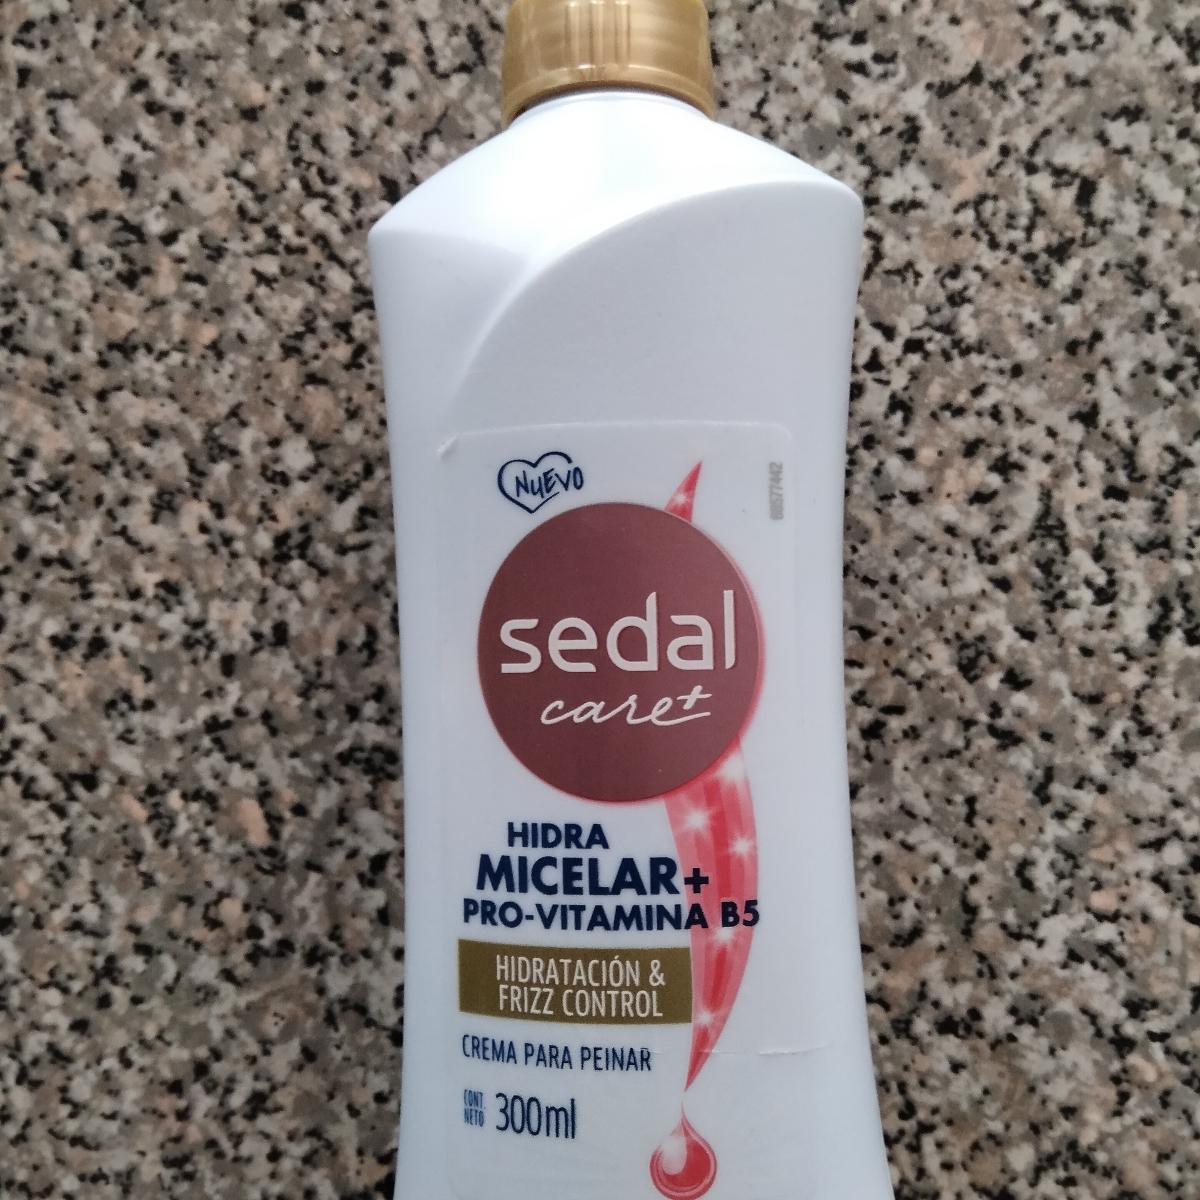 NUEVO
sedal
care+
HIDRA
MICELAR+
PRO-VITAMINA B5
HIDRATACIÓN &
FRIZZ CONTROL
CREMA PARA PEINAR
CONT.
NETO
300ml